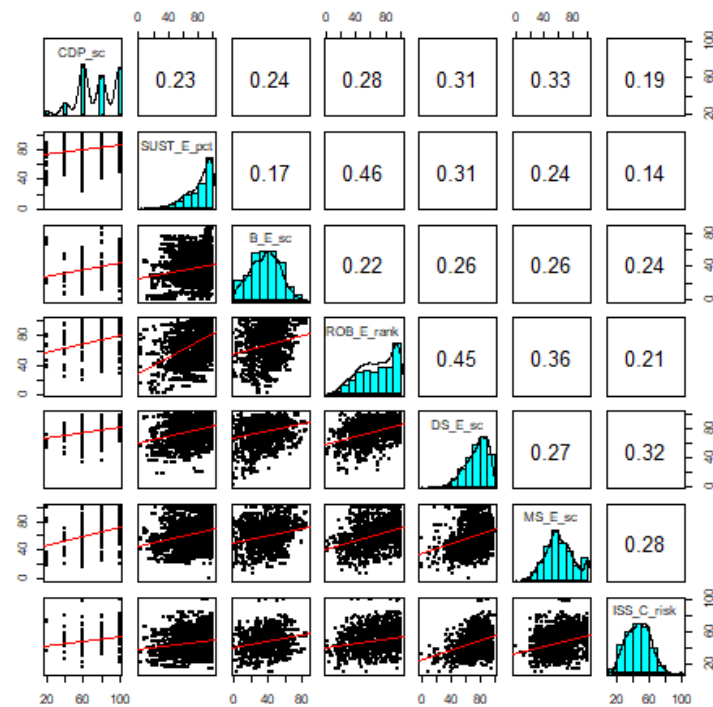 0 40 80 0 40 80 0 40 80
CDP_sc 0.23 0.24 0.28 0.31 0.33 0.19 20 60 100
0 40 80 SUST_E_pct 0.17 0.46 0.31 0.24 0.14
B_E_sc 0.22 0.26 0.26 0.24 0 40 80
0 40 80 ROB_E_rank 0.45 0.36 0.21
DS_E_sc 0.27 0.32 0 40 80
0 40 80 MS_E_sc 0.28
ISS_C_risk 20 60 100
20 60 100 0 40 80 0 40 80 20 60 100